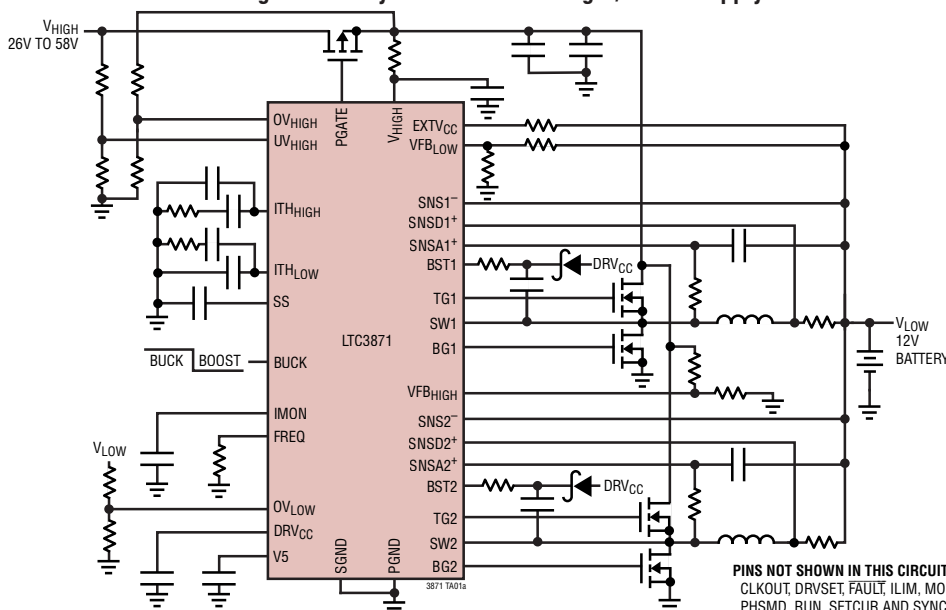 VHIGH
26V TO 58V
PGATE
VHIGH
OVHIGH
UVHIGH
ITHHIGH
ITHLOW
SS
BUCK
BUCK BOOST
IMON
FREQ
VLOW
OVLOW
DRVCC
V5
SGND
PGND
LTC3871
EXTVCC
VFBLOW
SNS1–
SNSD1+
SNSA1+
BST1
DRVCC
TG1
SW1
BG1
VLOW
12V
BATTERY
VFBHIGH
SNS2–
SNSD2+
SNSA2+
BST2
DRVCC
TG2
SW2
BG2
3871 TA01a
PINS NOT SHOWN IN THIS CIRCUIT
CLKOUT, DRVSET, FAULT, ILIM, MO
PHSMD, RUN, SETCUR AND SYNC